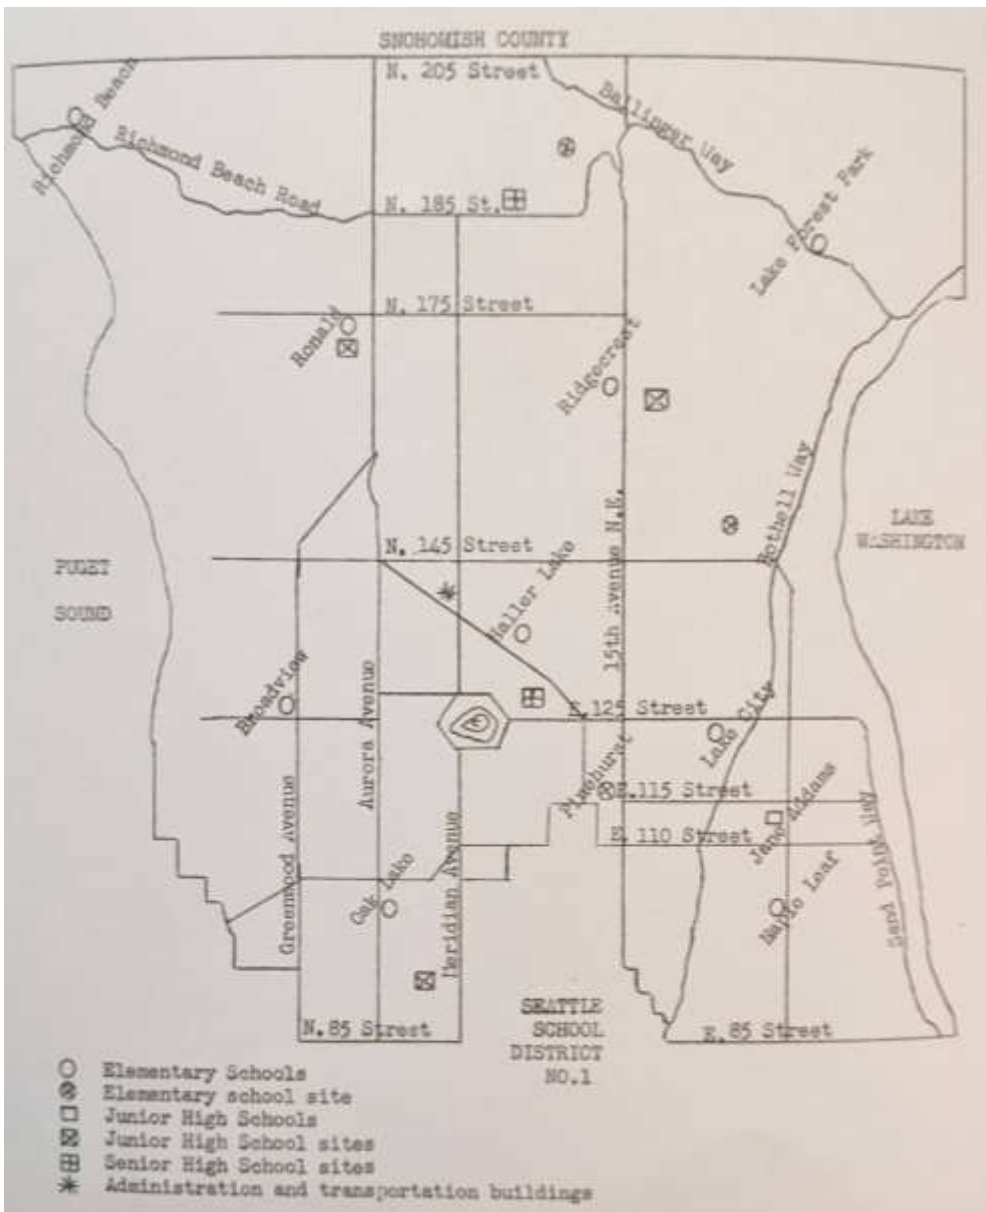 SNOHOMISH COUNTY
N. 205 Street
Ballinger Way
Richmond Beach
Richmond Beach Road
N. 185 St.
Lake Forest Park
N. 175 Street
Ronald
Ridgecrest
Bothell Way
15th Avenue N.E.
LAKE
WASHINGTON
N. 145 Street
PUGET
SOUND
Haller Lake
Broadview
Aurora Avenue
E. 125 Street
Lake City
Pinehurst
E. 115 Street
Jane Addams
E. 110 Street
Greenwood Avenue
Oak Lake
Meridian Avenue
Maple Leaf
Sand Point Way
N. 85 Street
SEATTLE
SCHOOL
DISTRICT
NO.1
E. 85 Street
Elementary Schools
Elementary school site
Junior High Schools
Junior High School sites
Senior High School sites
Administration and transportation buildings